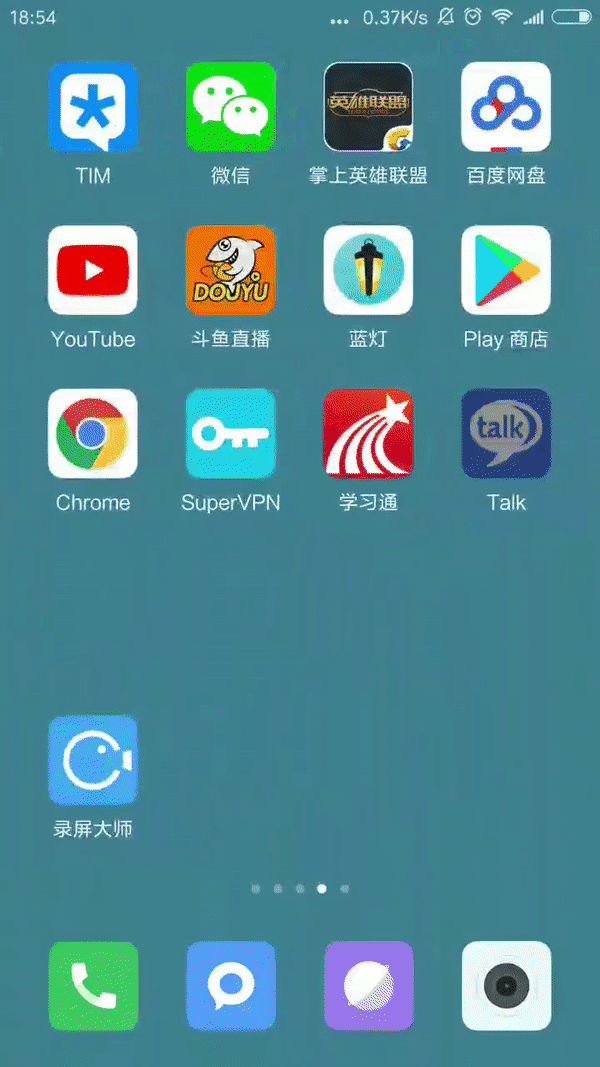 18:54 ... 0.37K/s
英雄联盟
TIM 微信 掌上英雄联盟 百度网盘
DOUYU
YouTube 斗鱼直播 蓝灯 Play 商店
talk
Chrome SuperVPN 学习通 Talk
录屏大师